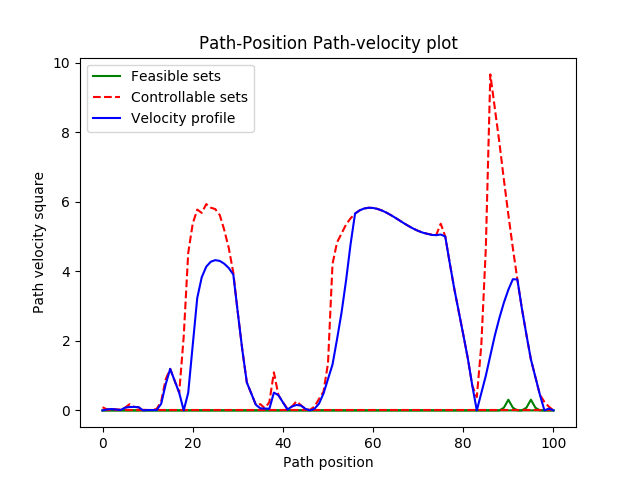 Path-Position Path-velocity plot
Feasible sets
Controllable sets
Velocity profile
Path velocity square
10
8
6
4
2
0
0 20 40 60 80 100
Path position